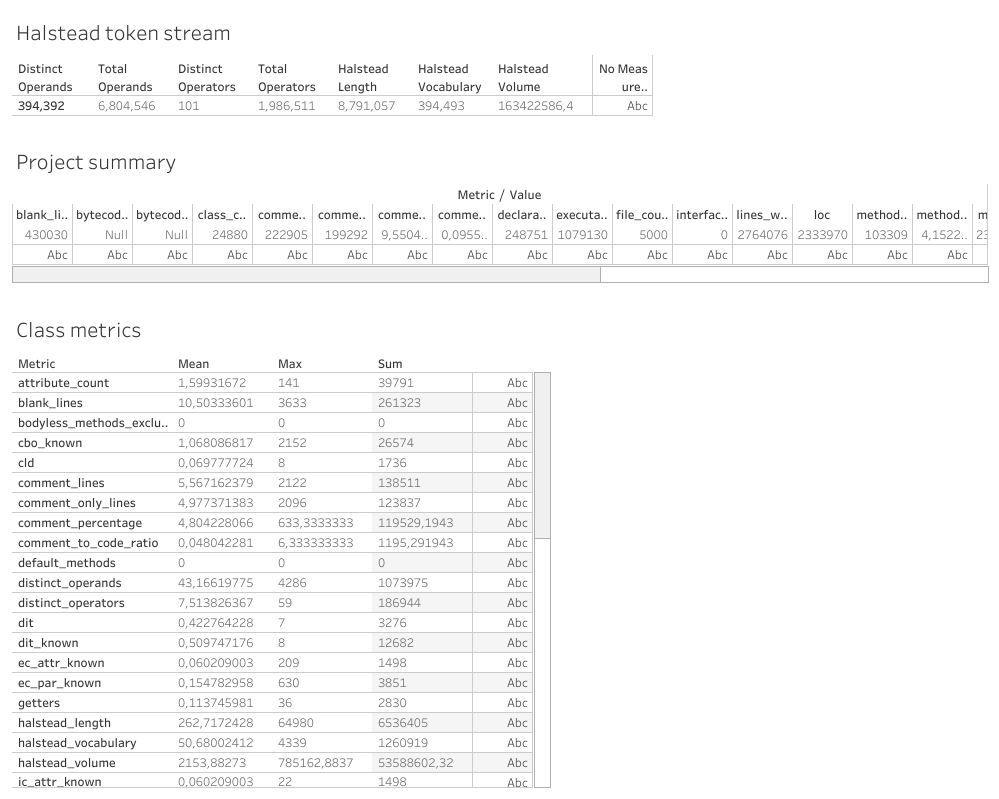 Halstead token stream
Distinct Operands Total Operands Distinct Operators Total Operators Halstead Length Halstead Vocabulary Halstead Volume No Meas ure..
394,392 6,804,546 101 1,986,511 8,791,057 394,493 163422586,4 Abc
Project summary
Metric / Value
blank_li.. bytecod.. bytecod.. class_c.. comme.. comme.. comme.. comme.. declara.. executa.. file_cou.. interfac.. lines_w.. loc method.. method.. m
430030 Null Null 24880 222905 199292 9,5504.. 0,0955.. 248751 1079130 5000 0 2764076 2333970 103309 4,1522.. 23
Abc Abc Abc Abc Abc Abc Abc Abc Abc Abc Abc Abc Abc Abc Abc Abc
Class metrics
Metric Mean Max Sum
attribute_count 1,59931672 141 39791 Abc
blank_lines 10,50333601 3633 261323 Abc
bodyless_methods_exclu.. 0 0 0 Abc
cbo_known 1,068086817 2152 26574 Abc
cld 0,069777724 8 1736 Abc
comment_lines 5,567162379 2122 138511 Abc
comment_only_lines 4,977371383 2096 123837 Abc
comment_percentage 4,804228066 633,3333333 119529,1943 Abc
comment_to_code_ratio 0,048042281 6,333333333 1195,291943 Abc
default_methods 0 0 0 Abc
distinct_operands 43,16619775 4286 1073975 Abc
distinct_operators 7,513826367 59 186944 Abc
dit 0,422764228 7 3276 Abc
dit_known 0,509747176 8 12682 Abc
ec_attr_known 0,060209003 209 1498 Abc
ec_par_known 0,154782958 630 3851 Abc
getters 0,113745981 36 2830 Abc
halstead_length 262,7172428 64980 6536405 Abc
halstead_vocabulary 50,68002412 4339 1260919 Abc
halstead_volume 2153,88273 785162,8837 53588602,32 Abc
ic_attr_known 0,060209003 22 1498 Abc